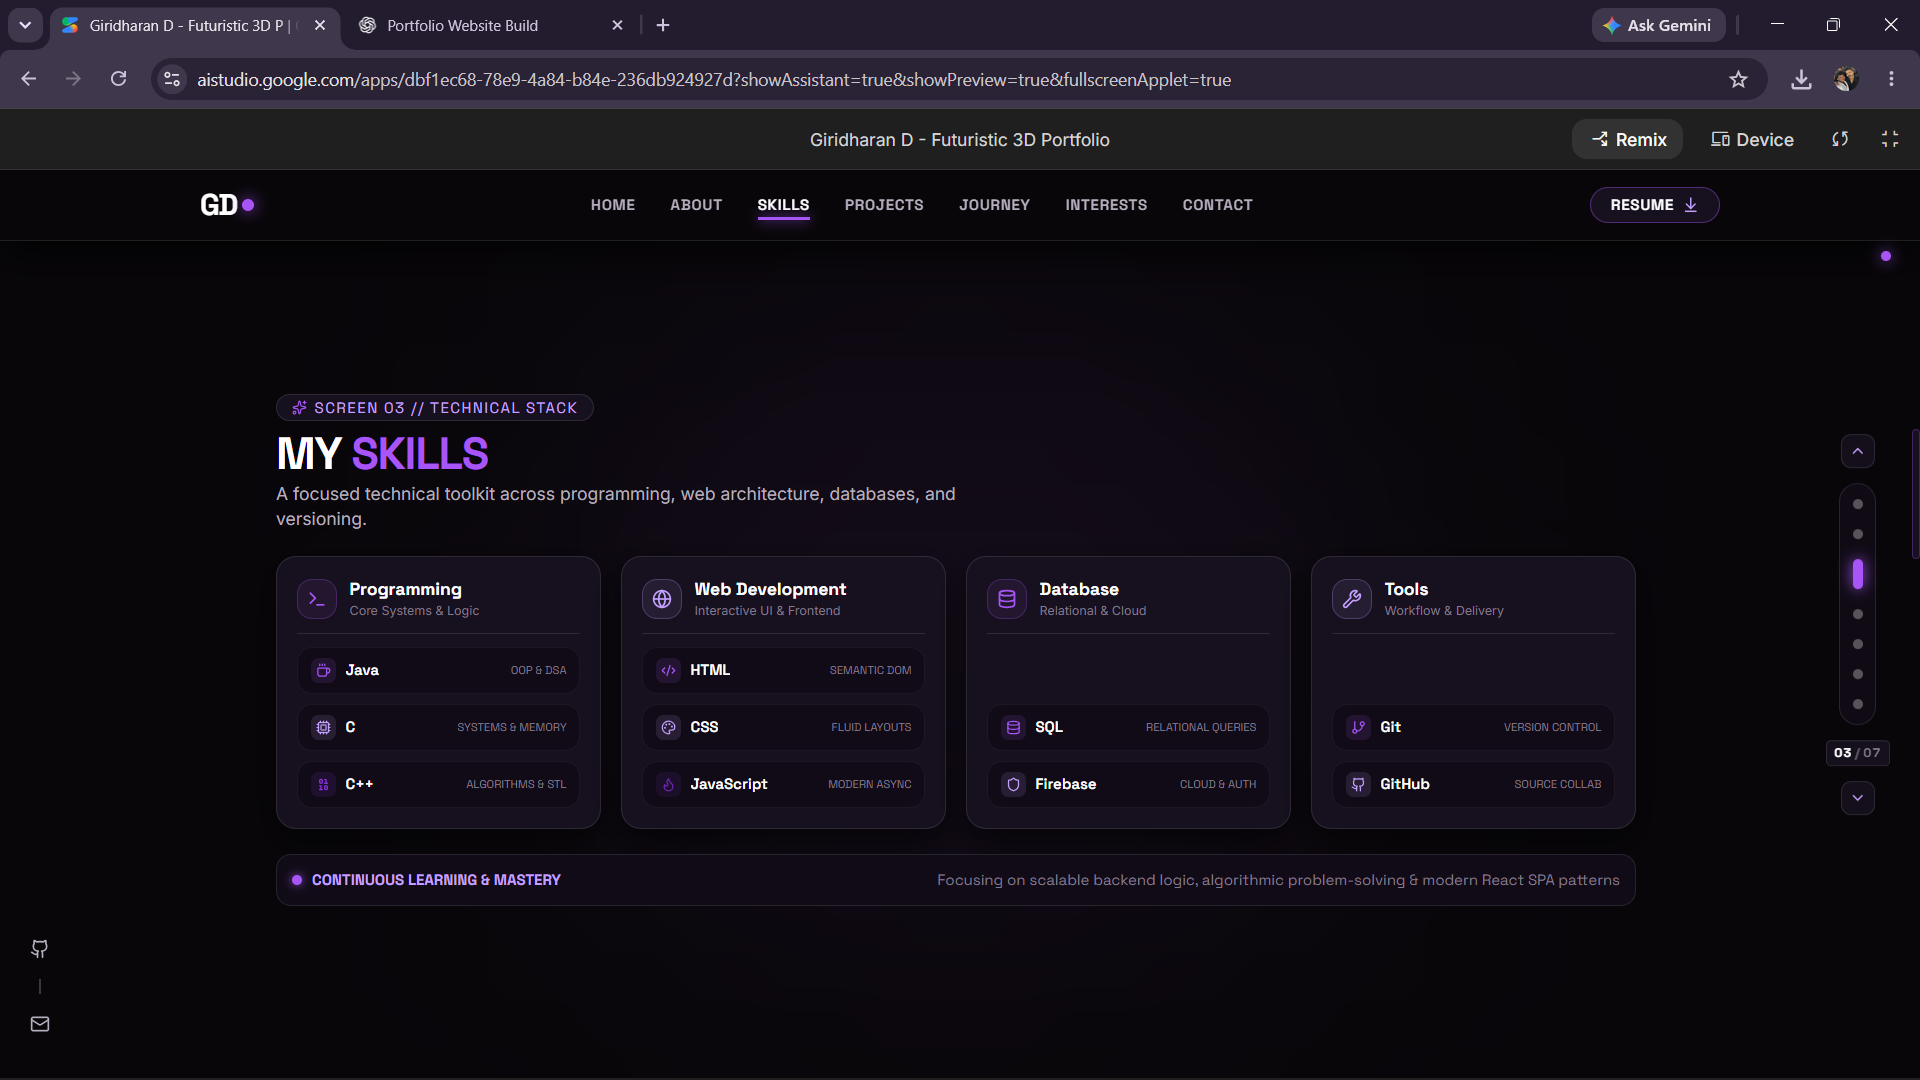 Giridharan D - Futuristic 3D P |
Portfolio Website Build
Ask Gemini
aistudio.google.com/apps/dbf1ec68-78e9-4a84-b84e-236db924927d?showAssistant=true&showPreview=true&fullscreenApplet=true
Giridharan D - Futuristic 3D Portfolio
Remix
Device
GD
HOME
ABOUT
SKILLS
PROJECTS
JOURNEY
INTERESTS
CONTACT
RESUME
SCREEN 03 // TECHNICAL STACK
MY SKILLS
A focused technical toolkit across programming, web architecture, databases, and
versioning.
Programming
Core Systems & Logic
Java
OOP & DSA
C
SYSTEMS & MEMORY
C++
ALGORITHMS & STL
Web Development
Interactive UI & Frontend
HTML
SEMANTIC DOM
CSS
FLUID LAYOUTS
JavaScript
MODERN ASYNC
Database
Relational & Cloud
SQL
RELATIONAL QUERIES
Firebase
CLOUD & AUTH
Tools
Workflow & Delivery
Git
VERSION CONTROL
GitHub
SOURCE COLLAB
03 / 07
CONTINUOUS LEARNING & MASTERY
Focusing on scalable backend logic, algorithmic problem-solving & modern React SPA patterns